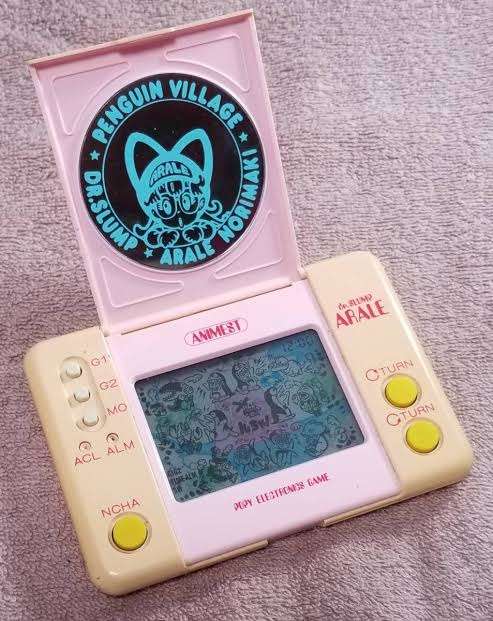 PENGUIN VILLAGE
ARALE
DR.SLUMP ★ ARALE NORIMAKI
ANIMEST
Dr. SLUMP
ARALE
G1
G2
MO
ACL ALM
TURN
TURN
NCHA
POPY ELECTRONICS GAME